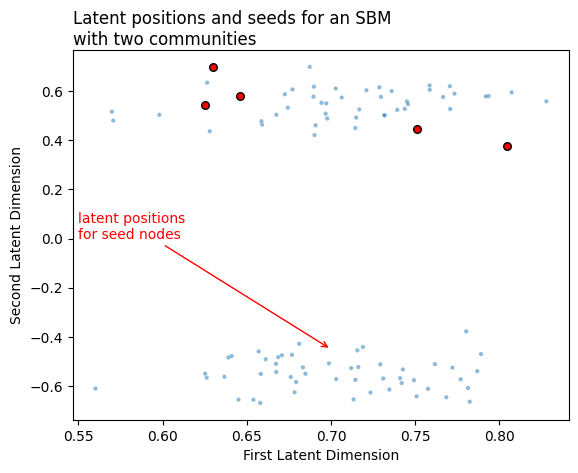 Latent positions and seeds for an SBM
with two communities
Second Latent Dimension
0.6
0.4
0.2
0.0
−0.2
−0.4
−0.6
latent positions
for seed nodes
0.55
0.60
0.65
0.70
0.75
0.80
First Latent Dimension